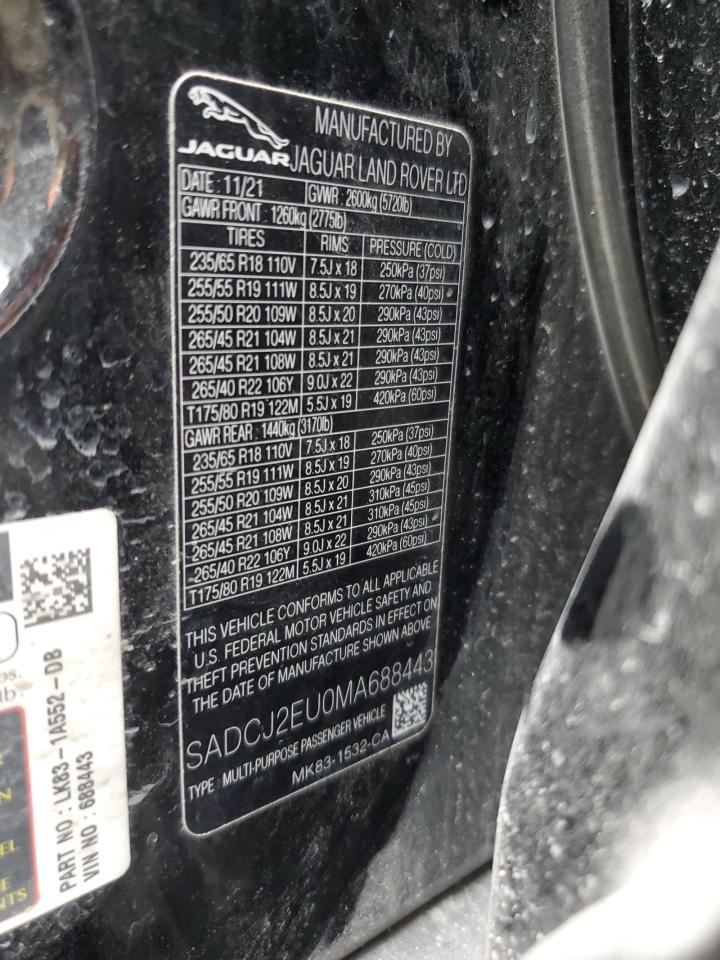 JAGUAR
MANUFACTURED BY
JAGUAR LAND ROVER LTD
DATE : 11/21 GVWR : 2600kg (5720lb)
GAWR FRONT : 1260kg (2775lb)
TIRES RIMS PRESSURE (COLD)
235/65 R18 110V 7.5J x 18 250kPa (37psi)
255/55 R19 111W 8.5J x 19 270kPa (40psi)
255/50 R20 109W 8.5J x 20 290kPa (43psi)
265/45 R21 104W 8.5J x 21 290kPa (43psi)
265/45 R21 108W 8.5J x 21 290kPa (43psi)
265/40 R22 106Y 9.0J x 22 290kPa (43psi)
T175/80 R19 122M 5.5J x 19 420kPa (60psi)
GAWR REAR : 1440kg (3170lb)
235/65 R18 110V 7.5J x 18 250kPa (37psi)
255/55 R19 111W 8.5J x 19 270kPa (40psi)
255/50 R20 109W 8.5J x 20 290kPa (43psi)
265/45 R21 104W 8.5J x 21 310kPa (45psi)
265/45 R21 108W 8.5J x 21 310kPa (45psi)
265/40 R22 106Y 9.0J x 22 290kPa (43psi)
T175/80 R19 122M 5.5J x 19 420kPa (60psi)
THIS VEHICLE CONFORMS TO ALL APPLICABLE
U.S. FEDERAL MOTOR VEHICLE SAFETY AND
THEFT PREVENTION STANDARDS IN EFFECT ON
THE DATE OF MANUFACTURE SHOWN ABOVE
SADCJ2EU0MA688443
TYPE : MULTI-PURPOSE PASSENGER VEHICLE
MK83-1532-CA
PART NO : LK83-1A552-DB
VIN NO : 688443